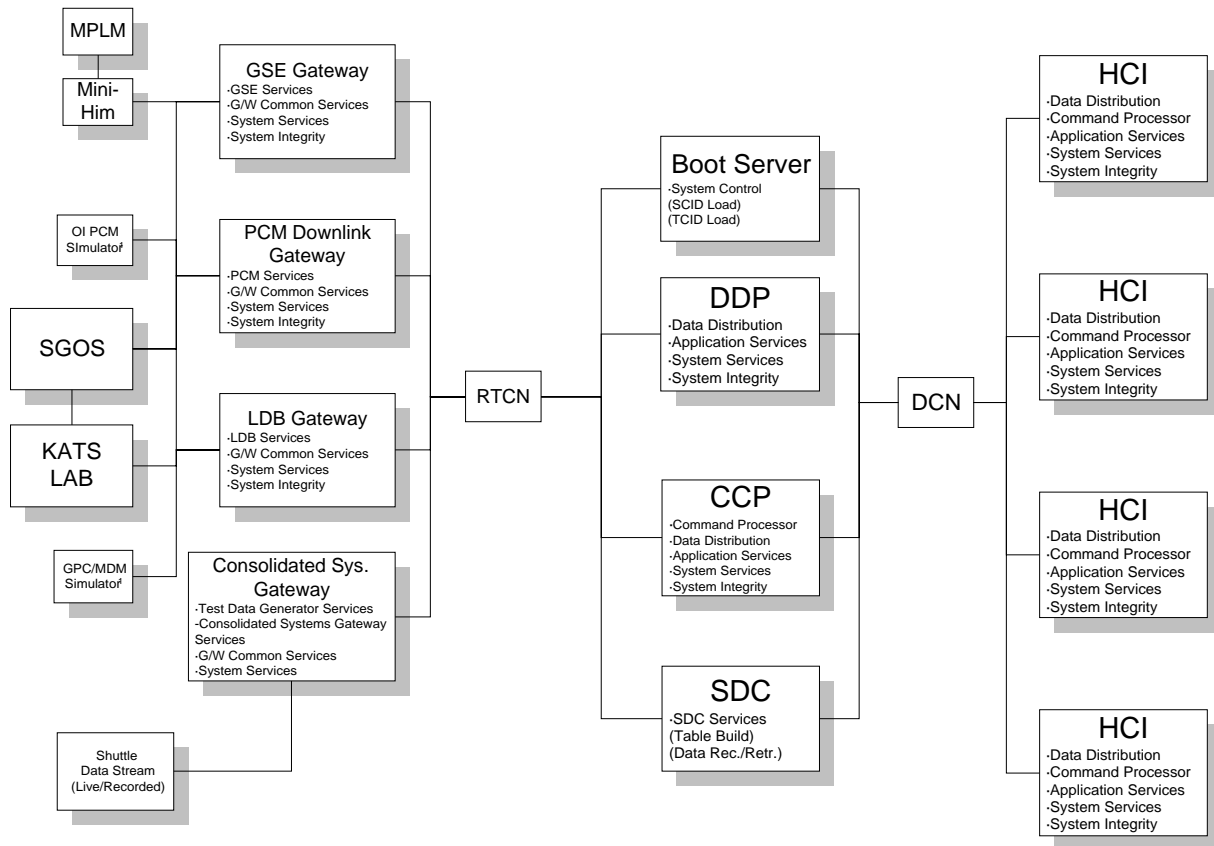 MPLM
Mini-
Him
OI PCM
SImulator
SGOS
KATS
LAB
GPC/MDM
Simulator
Shuttle
Data Stream
(Live/Recorded)
GSE Gateway
·GSE Services
·G/W Common Services
·System Services
·System Integrity
PCM Downlink
Gateway
·PCM Services
·G/W Common Services
·System Services
·System Integrity
LDB Gateway
·LDB Services
·G/W Common Services
·System Services
·System Integrity
Consolidated Sys.
Gateway
·Test Data Generator Services
-Consolidated Systems Gateway
Services
·G/W Common Services
·System Services
RTCN
Boot Server
·System Control
(SCID Load)
(TCID Load)
DDP
·Data Distribution
·Application Services
·System Services
·System Integrity
CCP
·Command Processor
·Data Distribution
·Application Services
·System Services
·System Integrity
SDC
·SDC Services
(Table Build)
(Data Rec./Retr.)
DCN
HCI
·Data Distribution
·Command Processor
·Application Services
·System Services
·System Integrity
HCI
·Data Distribution
·Command Processor
·Application Services
·System Services
·System Integrity
HCI
·Data Distribution
·Command Processor
·Application Services
·System Services
·System Integrity
HCI
·Data Distribution
·Command Processor
·Application Services
·System Services
·System Integrity